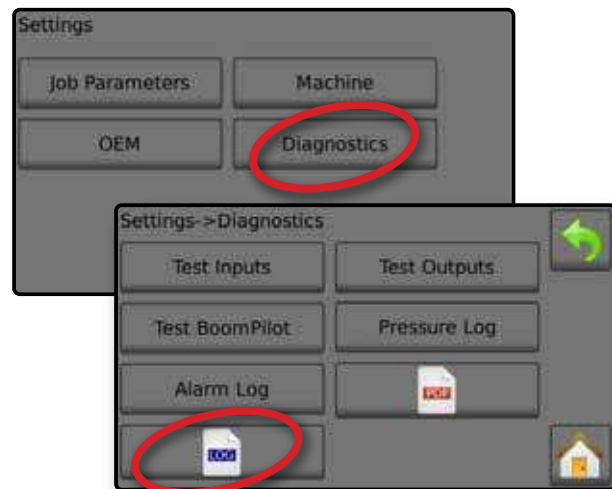 Settings
Job Parameters
Machine
OEM
Diagnostics
Settings->Diagnostics
Test Inputs
Test Outputs
Test BoomPilot
Pressure Log
Alarm Log
PDF
LOG